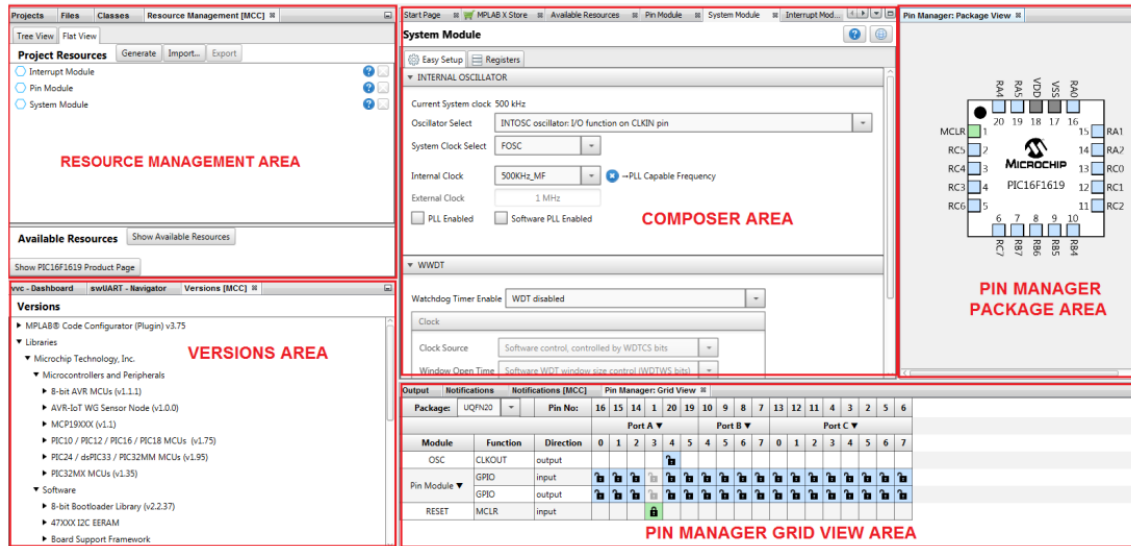 Projects Files Classes Resource Management [MCC]
Tree View Flat View
Project Resources Generate Import... Export
Interrupt Module
Pin Module
System Module
RESOURCE MANAGEMENT AREA
Available Resources Show Available Resources
Show PIC16F1619 Product Page
vvc - Dashboard swUART - Navigator Versions [MCC]
Versions
MPLAB® Code Configurator (Plugin) v3.75
Libraries
Microchip Technology, Inc.
Microcontrollers and Peripherals
8-bit AVR MCUs (v1.1.1)
AVR-IoT WG Sensor Node (v1.0.0)
MCP19XXX (v1.1)
PIC10 / PIC12 / PIC16 / PIC18 MCUs (v1.75)
PIC24 / dsPIC33 / PIC32MM MCUs (v1.95)
PIC32MX MCUs (v1.35)
Software
8-bit Bootloader Library (v2.2.37)
47XXX I2C EERAM
Board Support Framework
VERSIONS AREA
Start Page MPLAB X Store Available Resources Pin Module System Module Interrupt Mod...
System Module
Easy Setup Registers
INTERNAL OSCILLATOR
Current System clock 500 kHz
Oscillator Select INTOSC oscillator: I/O function on CLKIN pin
System Clock Select FOSC
Internal Clock 500KHz_MF --PLL Capable Frequency
External Clock 1 MHz
PLL Enabled Software PLL Enabled
COMPOSER AREA
WWDT
Watchdog Timer Enable WDT disabled
Clock
Clock Source Software control, controlled by WDTCS bits
Window Open Time Software WDT window size control (WDTWS bits)
Pin Manager: Package View
RA4 RA5 VDD VSS RA0
20 19 18 17 16
MCLR 1 15 RA1
RC5 2 14 RA2
MICROCHIP
RC4 3 13 RC0
PIC16F1619
RC3 4 12 RC1
RC6 5 11 RC2
6 7 8 9 10
RC7 RB7 RB6 RB5 RB4
PIN MANAGER
PACKAGE AREA
Output Notifications Notifications [MCC] Pin Manager: Grid View
Package: UQFN20 Pin No: 16 15 14 1 20 19 10 9 8 7 13 12 11 4 3 2 5 6
Port A Port B Port C
Module Function Direction 0 1 2 3 4 5 4 5 6 7 0 1 2 3 4 5 6 7
OSC CLKOUT output
Pin Module GPIO input
GPIO output
RESET MCLR input
PIN MANAGER GRID VIEW AREA